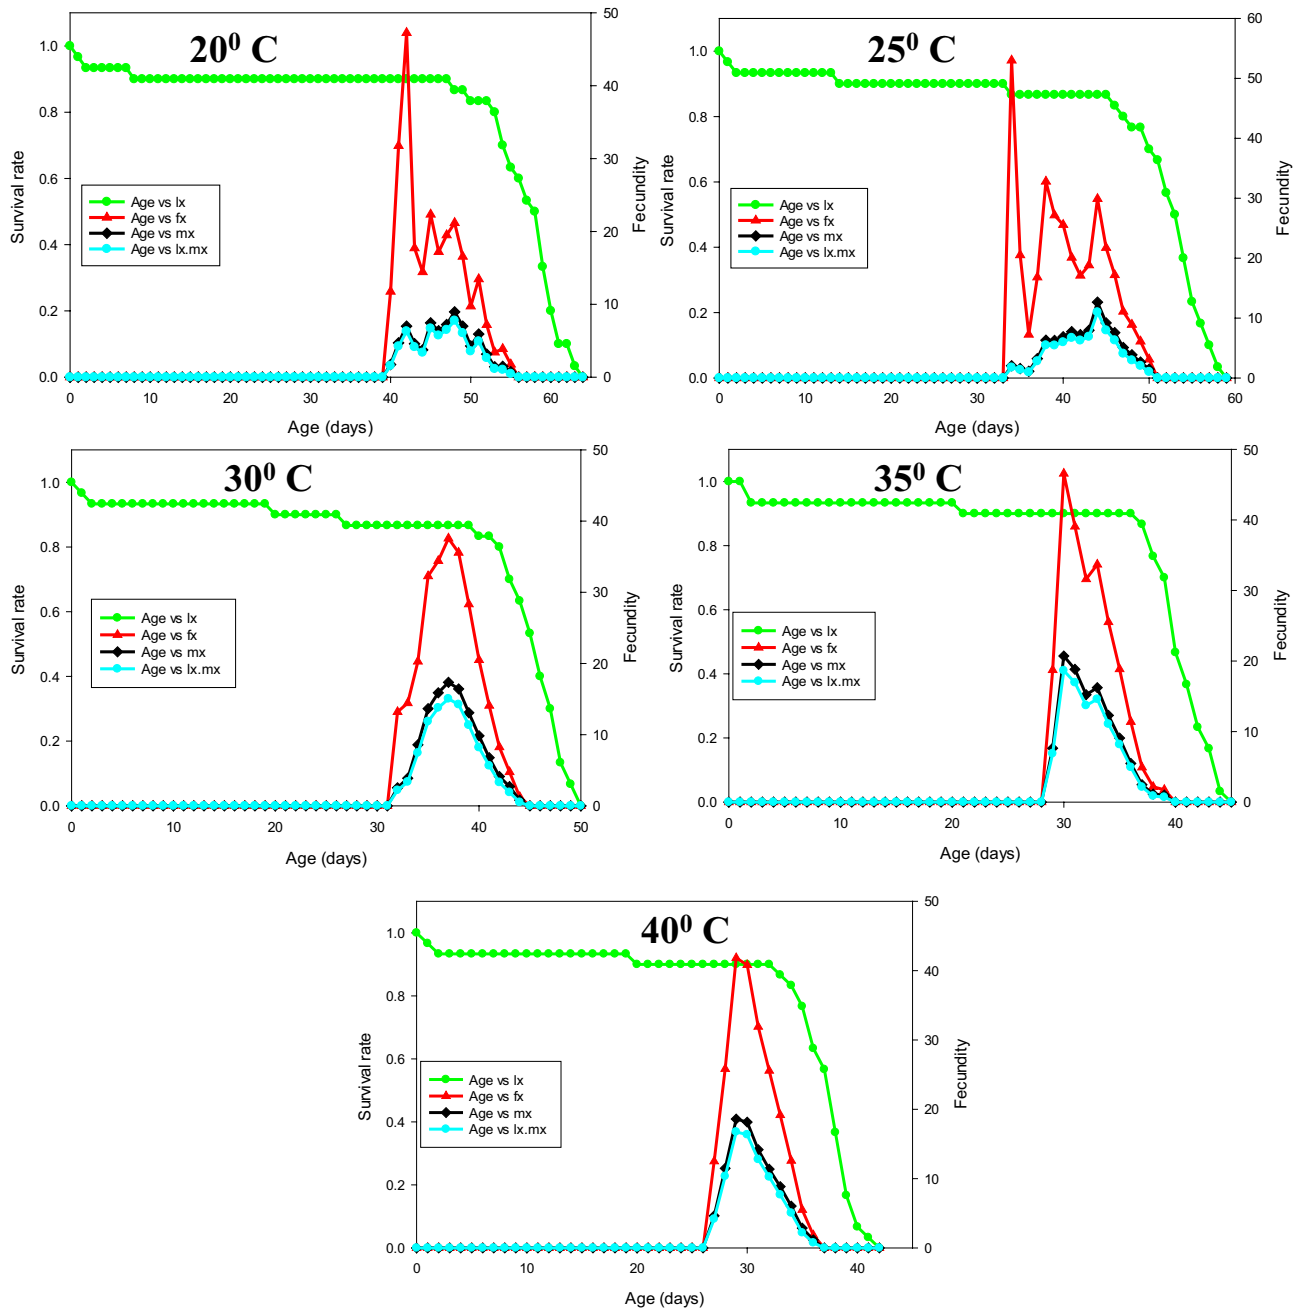 20⁰ C
1.0
0.8
0.6
0.4
0.2
0.0
Survival rate
50
40
30
20
10
0
Fecundity
Age vs lx
Age vs fx
Age vs mx
Age vs lx.mx
0 10 20 30 40 50 60
Age (days)
25⁰ C
1.0
0.8
0.6
0.4
0.2
0.0
Survival rate
60
50
40
30
20
10
0
Fecundity
Age vs lx
Age vs fx
Age vs mx
Age vs lx.mx
0 10 20 30 40 50 60
Age (days)
30⁰ C
1.0
0.8
0.6
0.4
0.2
0.0
Survival rate
50
40
30
20
10
0
Fecundity
Age vs lx
Age vs fx
Age vs mx
Age vs lx.mx
0 10 20 30 40 50
Age (days)
35⁰ C
1.0
0.8
0.6
0.4
0.2
0.0
Survival rate
50
40
30
20
10
0
Fecundity
Age vs lx
Age vs fx
Age vs mx
Age vs lx.mx
0 10 20 30 40
Age (days)
40⁰ C
1.0
0.8
0.6
0.4
0.2
0.0
Survival rate
50
40
30
20
10
0
Fecundity
Age vs lx
Age vs fx
Age vs mx
Age vs lx.mx
0 10 20 30 40
Age (days)